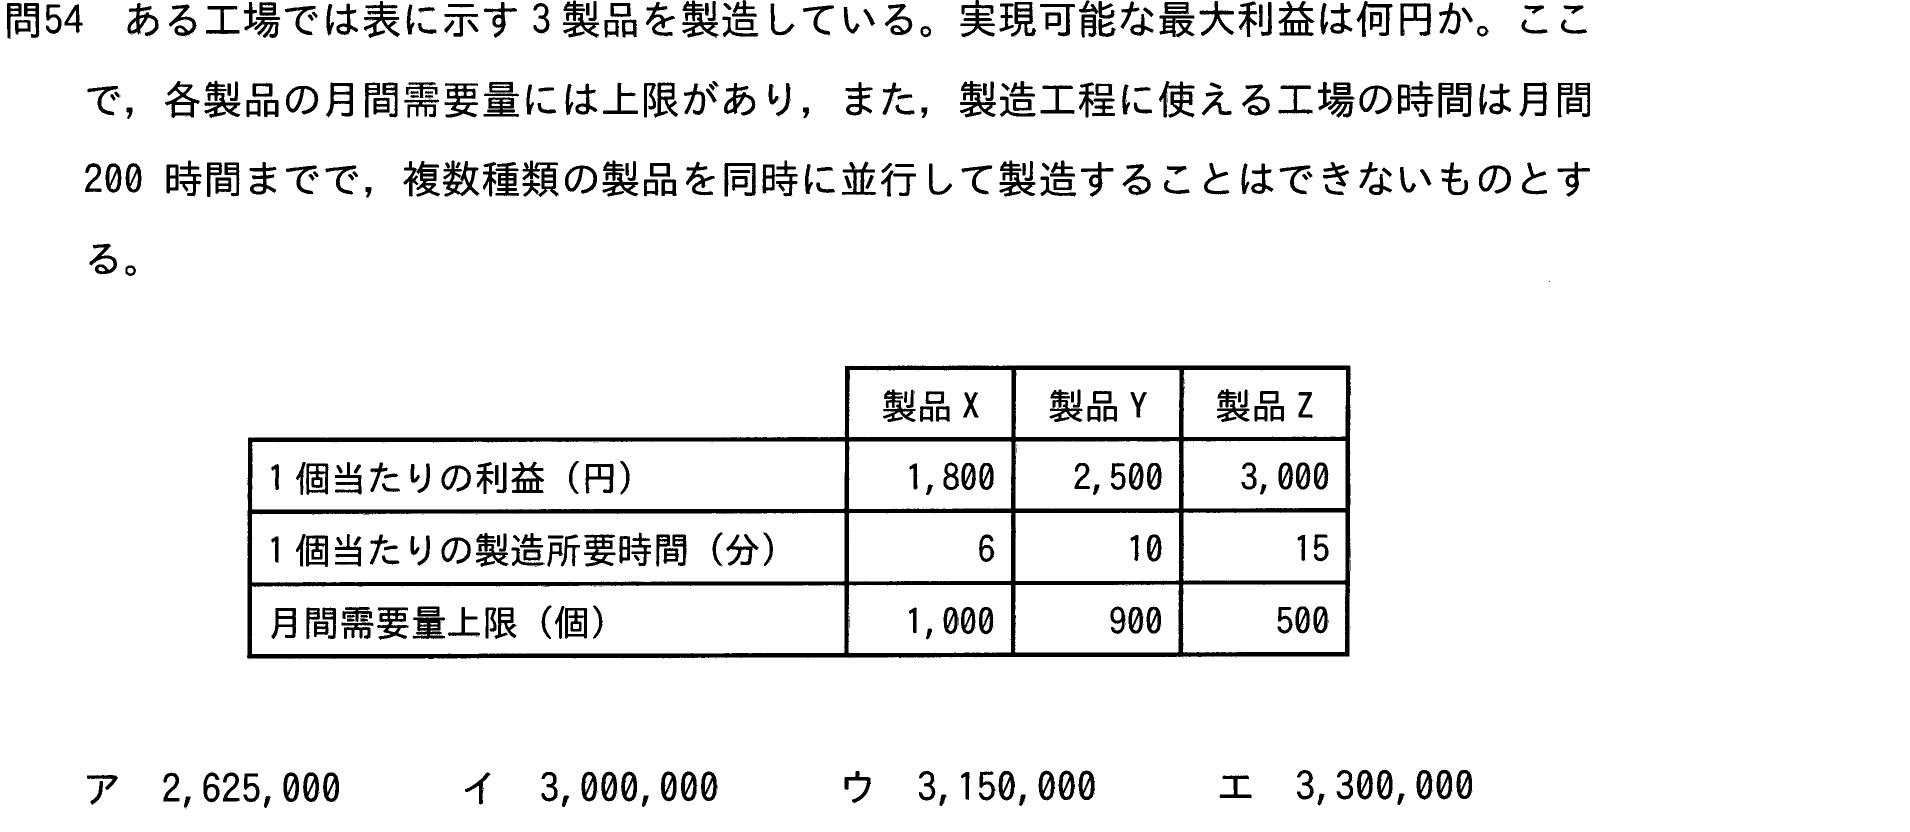 問54 ある工場では表に示す3製品を製造している。実現可能な最大利益は何円か。ここ
で，各製品の月間需要量には上限があり，また，製造工程に使える工場の時間は月間
200 時間までで，複数種類の製品を同時に並行して製造することはできないものとす
る。
製品 X 製品 Y 製品 Z
1個当たりの利益（円） 1,800 2,500 3,000
1個当たりの製造所要時間（分） 6 10 15
月間需要量上限（個） 1,000 900 500
ア 2,625,000 イ 3,000,000 ウ 3,150,000 エ 3,300,000